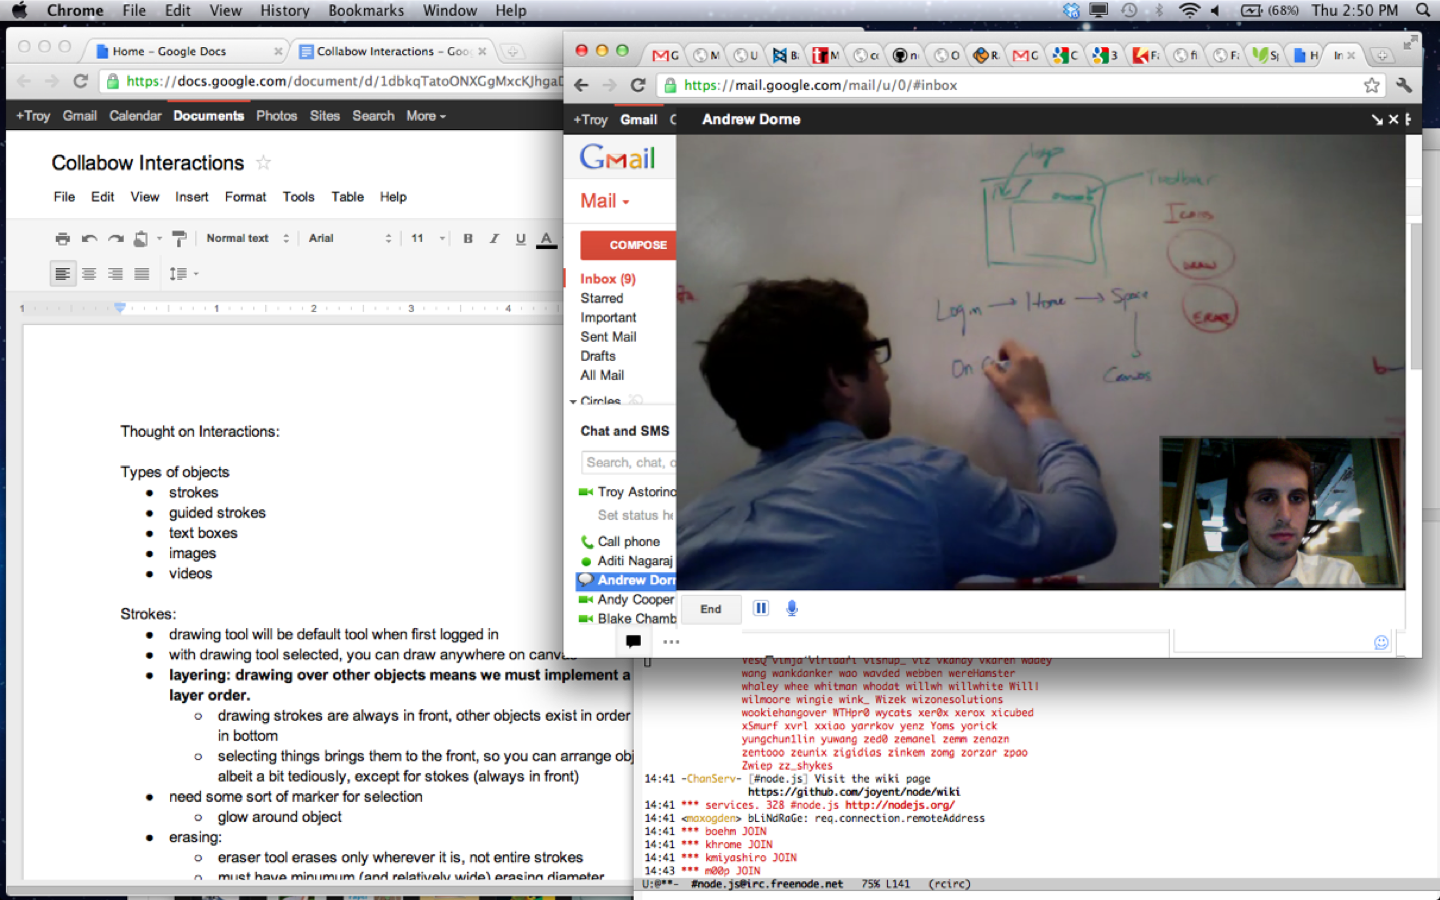 Chrome File Edit View History Bookmarks Window Help
(68%) Thu 2:50 PM
Home – Google Docs
Collabow Interactions – Goo
https://docs.google.com/document/d/1dbkqTatoONXGgMxcKJhgaD
+Troy Gmail Calendar Documents Photos Sites Search More
Collabow Interactions
File Edit View Insert Format Tools Table Help
Normal text Arial 11 B I U A
1 1 2 3
Thought on Interactions:
Types of objects
● strokes
● guided strokes
● text boxes
● images
● videos
Strokes:
● drawing tool will be default tool when first logged in
● with drawing tool selected, you can draw anywhere on canvas
● layering: drawing over other objects means we must implement a
layer order.
○ drawing strokes are always in front, other objects exist in order
in bottom
○ selecting things brings them to the front, so you can arrange obj
albeit a bit tediously, except for stokes (always in front)
● need some sort of marker for selection
○ glow around object
● erasing:
○ eraser tool erases only wherever it is, not entire strokes
○ must have minumum (and relatively wide) erasing diameter
https://mail.google.com/mail/u/0/#inbox
+Troy Gmail
Andrew Dorne
Gmail
Mail
COMPOSE
Inbox (9)
Starred
Important
Sent Mail
Drafts
All Mail
Circles
Chat and SMS
Search, chat, o
Troy Astorino
Set status he
Call phone
Aditi Nagaraj
Andrew Dorn
Andy Cooper
Blake Chamb
logo
Toolbar
Icons
DRAW
ERASE
Login → Home → Space
On
Canvas
End
wang wankdanker wao wavded webben wereHamster
whaley whee whitman whodat willwh willwhite Will!
wilmoore wingie wink_ Wizek wizonesolutions
wookiehangover WTHpr0 wycats xer0x xerox xicubed
xSmurf xvrl xxiao yarrkov yenz Yoms yorick
yungchun1lin yuwang zed0 zemanel zemm zenazn
zentooo zeunix zigidias zinkem zong zorzar zpao
Zwiep zz_shykes
14:41 -ChanServ- [#node.js] Visit the wiki page
https://github.com/joyent/node/wiki
14:41 *** services. 328 #node.js http://nodejs.org/
14:41 <maxogden> bLiNdRaGe: req.connection.remoteAddress
14:41 *** boehm JOIN
14:41 *** khrome JOIN
14:41 *** kmiyashiro JOIN
14:43 *** m00p JOIN
U:@**- #node.js@irc.freenode.net 75% L141 (rcirc)